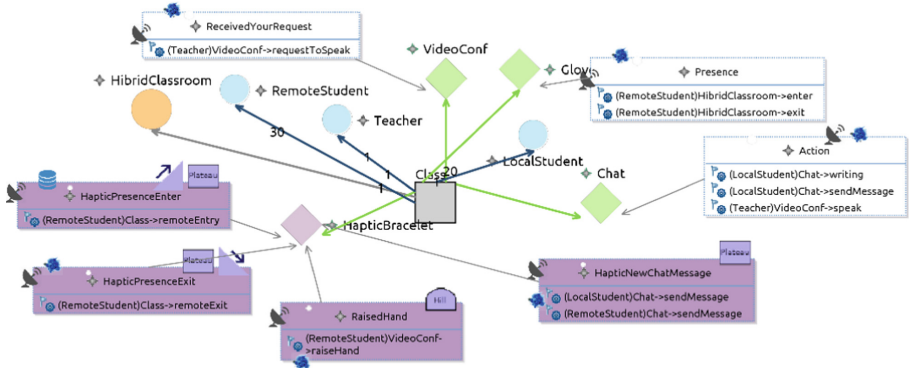 ReceivedYourRequest
(Teacher)VideoConf->requestToSpeak
VideoConf
Glov
Presence
(RemoteStudent)HibridClassroom->enter
(RemoteStudent)HibridClassroom->exit
HibridClassroom
RemoteStudent
Teacher
30
1
1
1
20
LocalStudent
Class
Chat
Action
(LocalStudent)Chat->writing
(LocalStudent)Chat->sendMessage
(Teacher)VideoConf->speak
Plateau
HapticPresenceEnter
(RemoteStudent)Class->remoteEntry
HapticBracelet
Plateau
HapticPresenceExit
(RemoteStudent)Class->remoteExit
Hill
RaisedHand
(RemoteStudent)VideoConf-
>raiseHand
Plateau
HapticNewChatMessage
(LocalStudent)Chat->sendMessage
(RemoteStudent)Chat->sendMessage